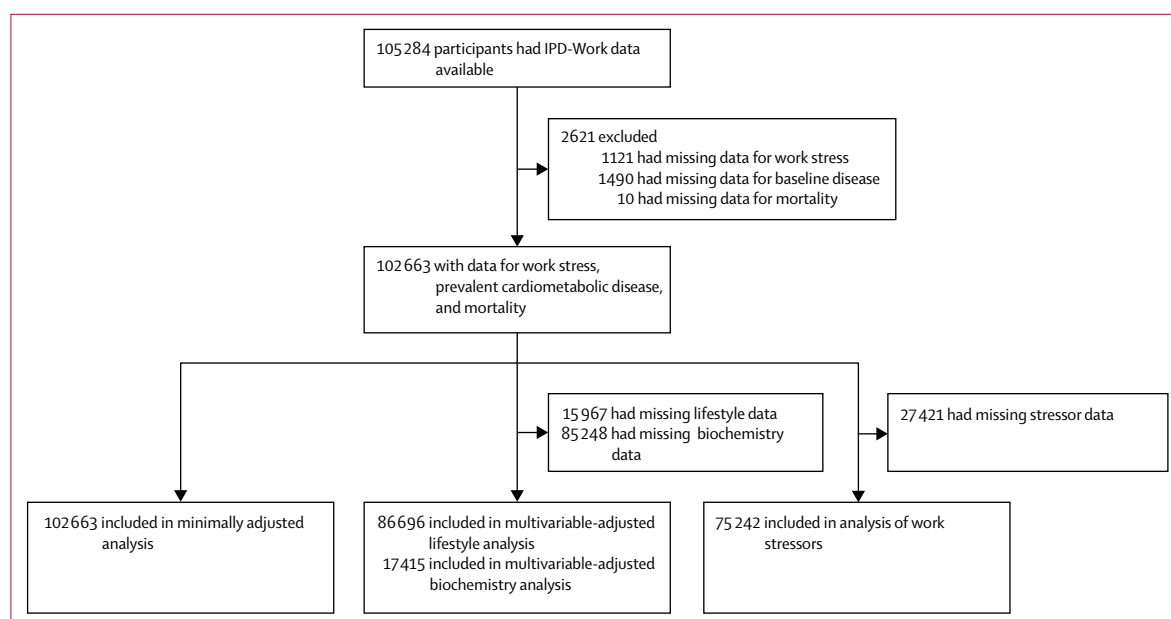 105 284 participants had IPD-Work data
available
2621 excluded
1121 had missing data for work stress
1490 had missing data for baseline disease
10 had missing data for mortality
102 663 with data for work stress,
prevalent cardiometabolic disease,
and mortality
15 967 had missing lifestyle data
85 248 had missing biochemistry
data
27 421 had missing stressor data
102 663 included in minimally adjusted
analysis
86 696 included in multivariable-adjusted
lifestyle analysis
17 415 included in multivariable-adjusted
biochemistry analysis
75 242 included in analysis of work
stressors